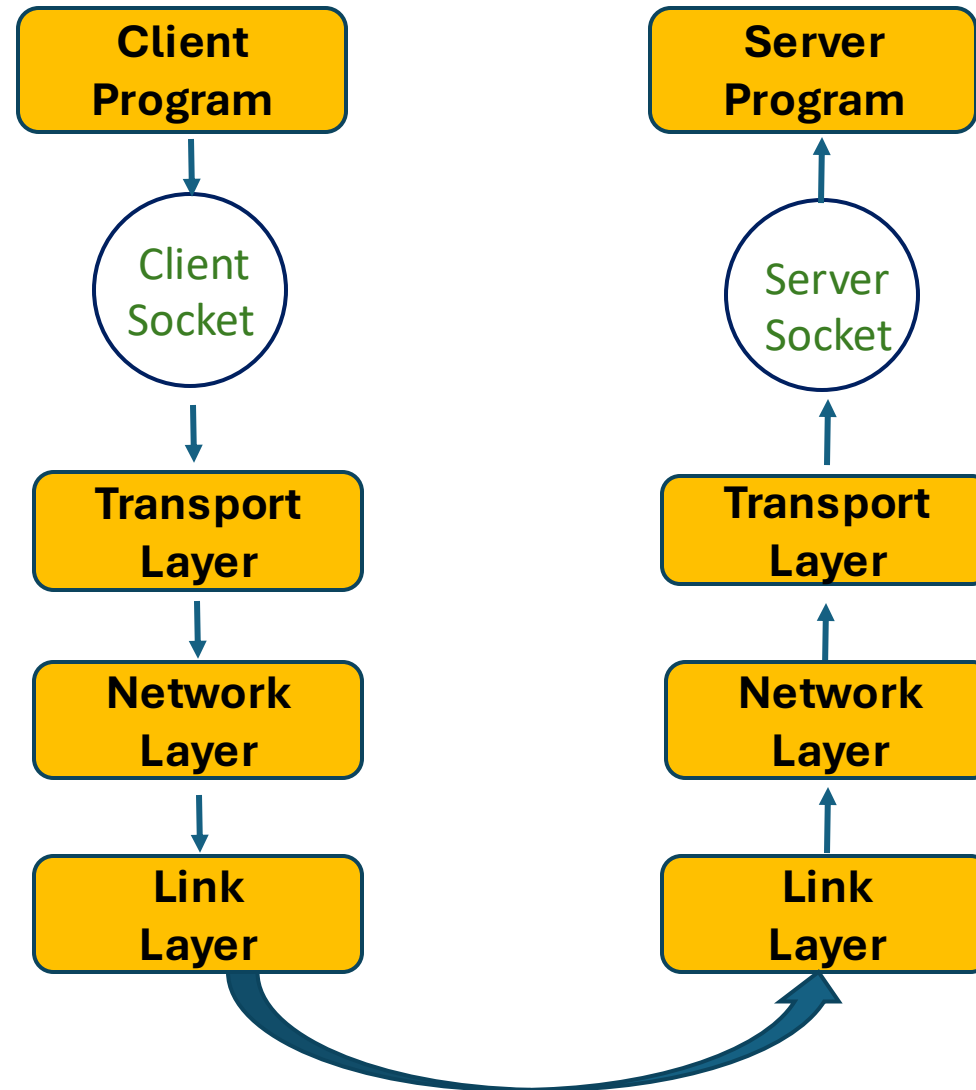 Client
Program
Client
Socket
Transport
Layer
Network
Layer
Link
Layer
Server
Program
Server
Socket
Transport
Layer
Network
Layer
Link
Layer